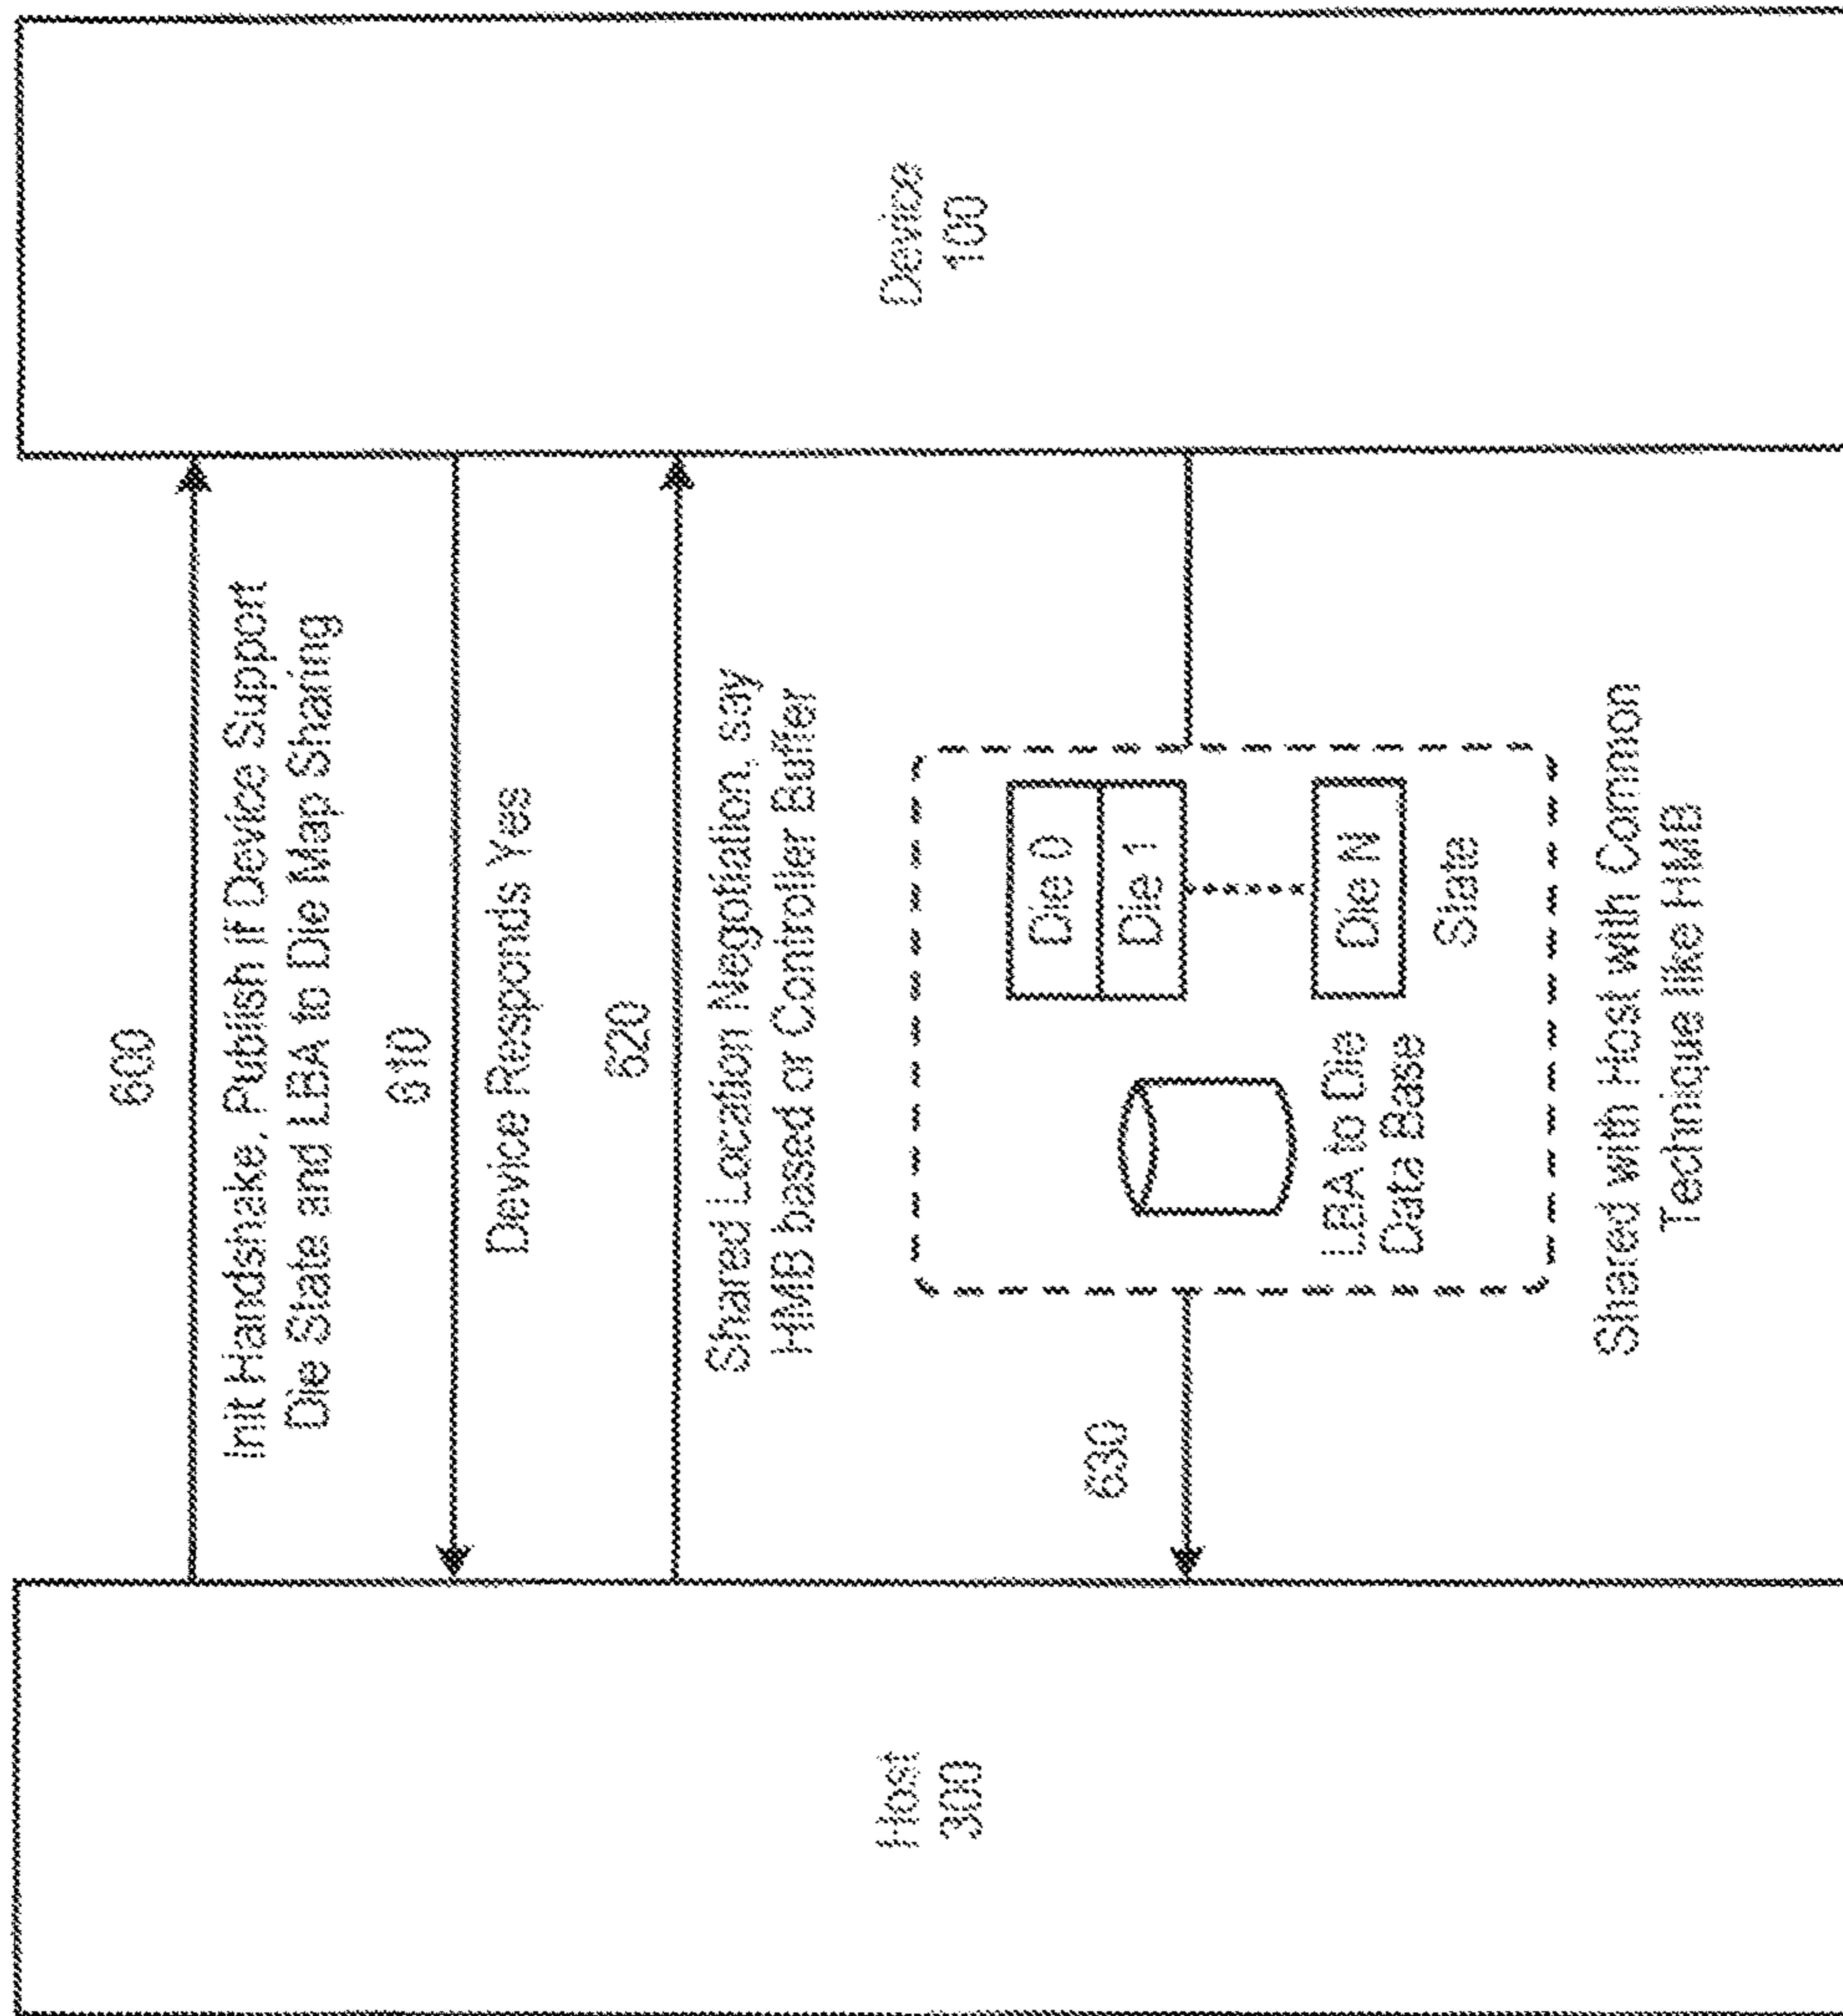 Host
300
Device
100
600
Init Handshake, Publish if Device Support
Die State and LBA to Die Map Sharing
610
Device Responds Yes
620
Shared Location Negotiation, say
HMB based or Controller Buffer
630
Die 0
Die 1
Die N
State
LBA to Die
Data Base
Shared with Host with Common
Technique like HMB